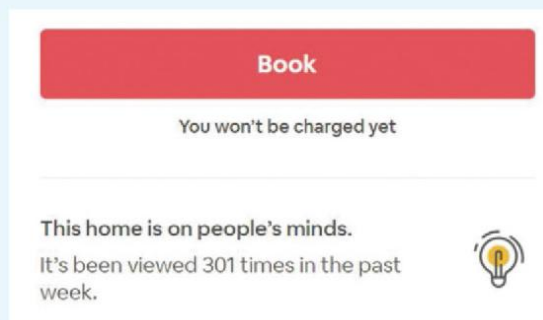 Book
You won't be charged yet
This home is on people's minds.
It's been viewed 301 times in the past
week.